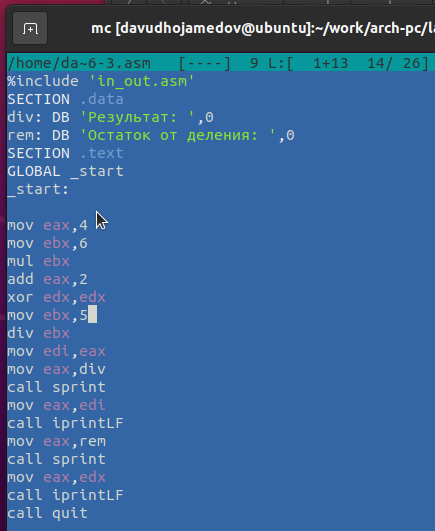 mc [davudhojamedov@ubuntu]:~/work/arch-pc/la
/home/da~6-3.asm   [----]  9 L:[  1+13  14/ 26]
%include 'in_out.asm'
SECTION .data
div: DB 'Результат: ',0
rem: DB 'Остаток от деления: ',0
SECTION .text
GLOBAL _start
_start:

mov eax,4
mov ebx,6
mul ebx
add eax,2
xor edx,edx
mov ebx,5
div ebx
mov edi,eax
mov eax,div
call sprint
mov eax,edi
call iprintLF
mov eax,rem
call sprint
mov eax,edx
call iprintLF
call quit